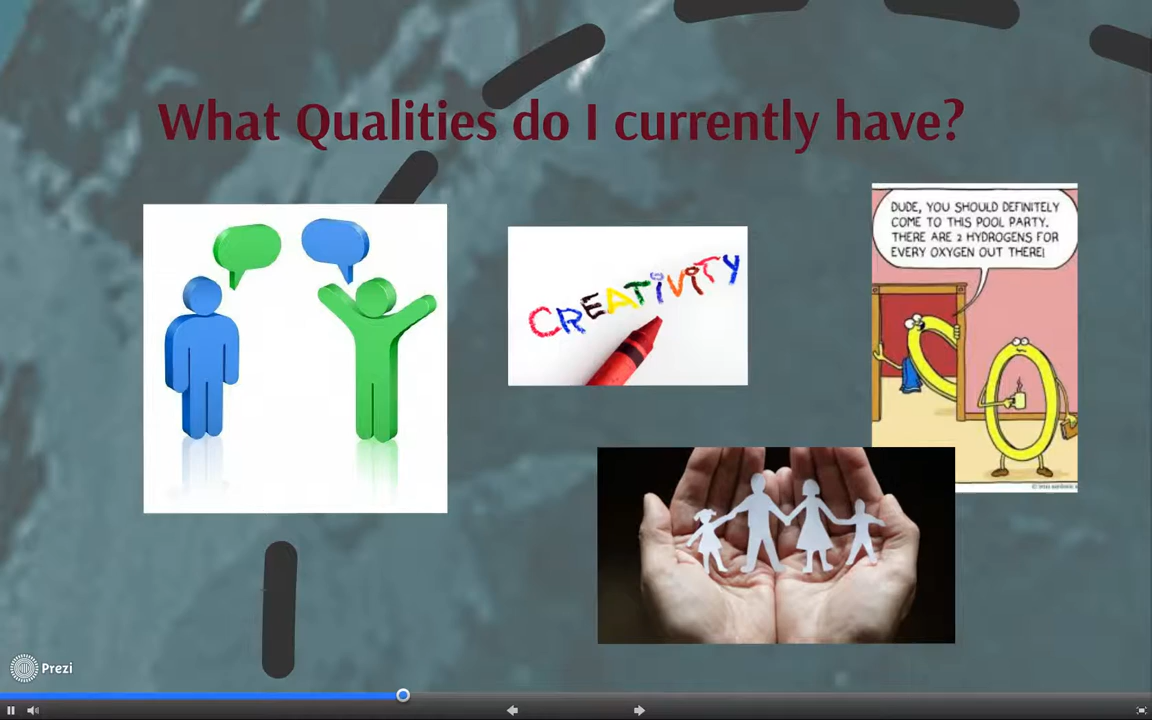 What Qualities do I currently have?
CREATiViTY
DUDE, YOU SHOULD DEFINITELY
COME TO THIS POOL PARTY.
THERE ARE 2 HYDROGENS FOR
EVERY OXYGEN OUT THERE!
Prezi